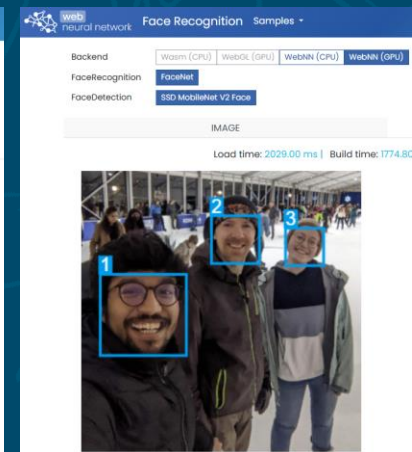 web
neural network
Face Recognition Samples
Backend Wasm (CPU) WebGL (GPU) WebNN (CPU) WebNN (GPU)
FaceRecognition FaceNet
FaceDetection SSD MobileNet V2 Face
IMAGE
Load time: 2029.00 ms | Build time: 1774.80
1
2
3